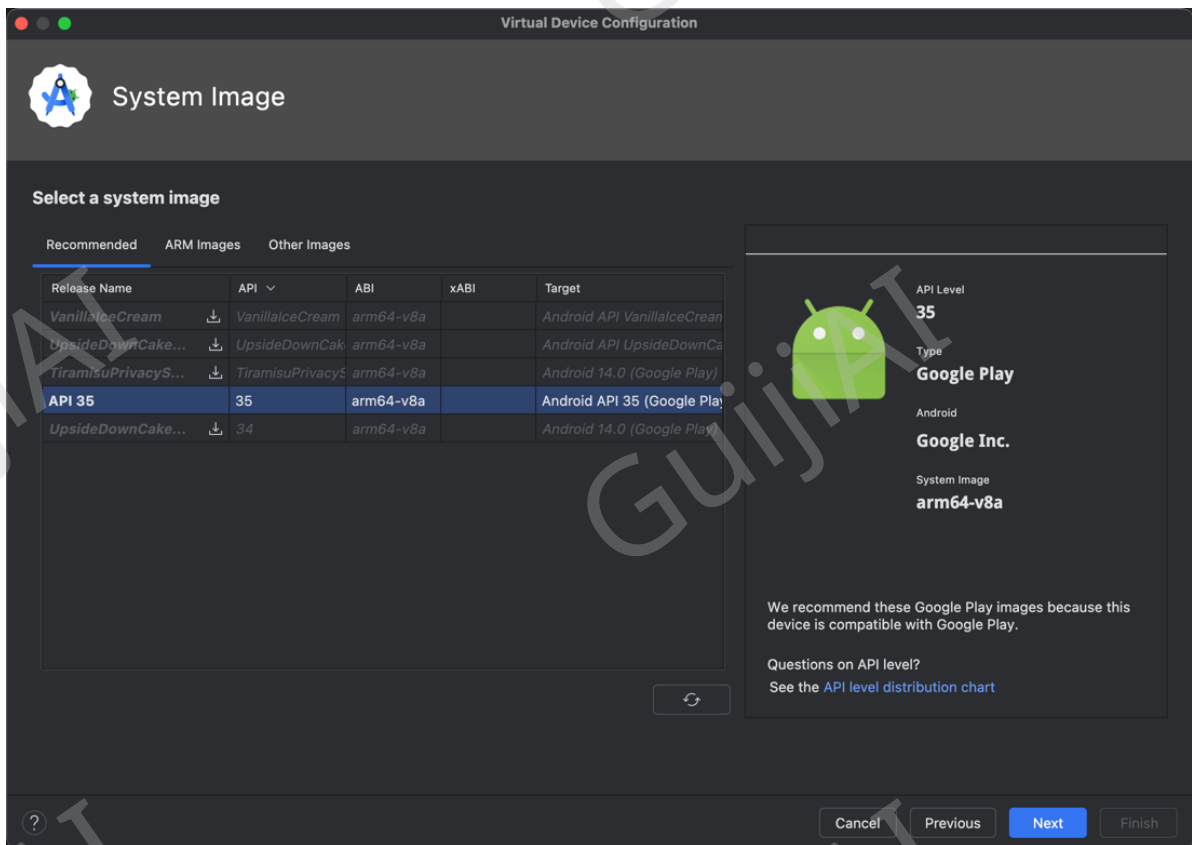 Virtual Device Configuration
System Image
Select a system image
Recommended ARM Images Other Images
Release Name API ABI xABI Target
VanillaIceCream VanillaIceCream arm64-v8a Android API VanillaIceCream
UpsideDownCake... UpsideDownCak arm64-v8a Android API UpsideDownCa
TiramisuPrivacyS... TiramisuPrivacyS arm64-v8a Android 14.0 (Google Play)
API 35 35 arm64-v8a Android API 35 (Google Play
UpsideDownCake... 34 arm64-v8a Android 14.0 (Google Play)
API Level
35
Type
Google Play
Android
Google Inc.
System Image
arm64-v8a
We recommend these Google Play images because this
device is compatible with Google Play.
Questions on API level?
See the API level distribution chart
? Cancel Previous Next Finish
GuijiAI